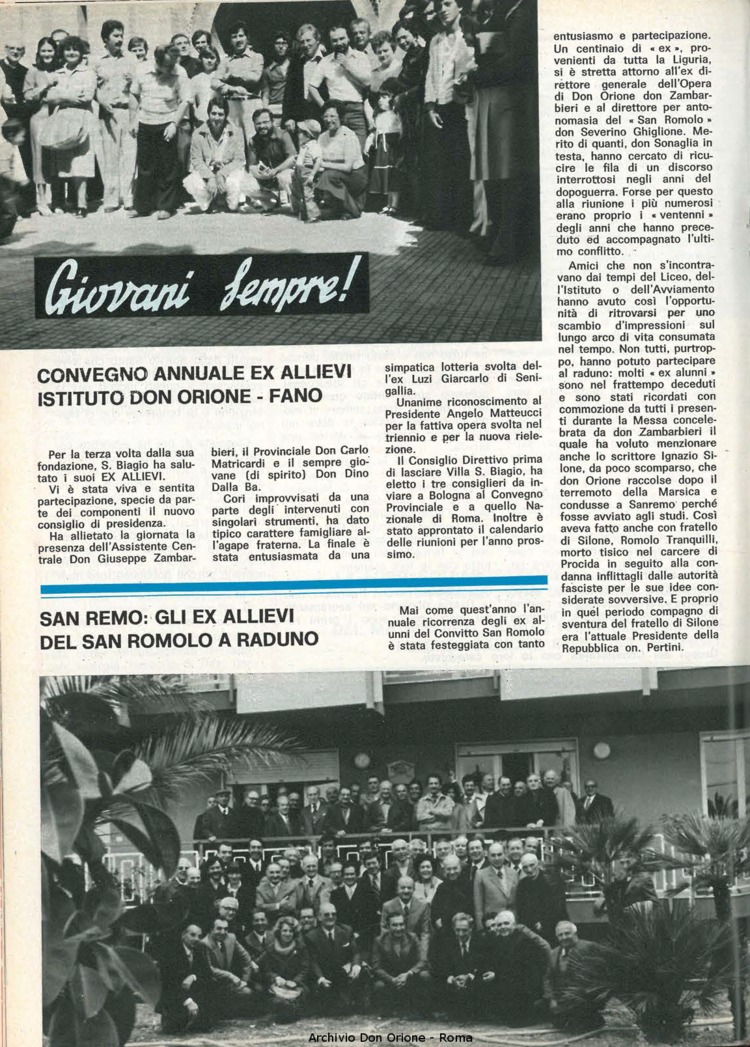 Giovani Sempre!
CONVEGNO ANNUALE EX ALLIEVI
ISTITUTO DON ORIONE - FANO
Per la terza volta dalla sua
fondazione, S. Biagio ha salu-
tato i suoi EX ALLIEVI.
Vi è stata viva e sentita
partecipazione, specie da par-
te dei componenti il nuovo
consiglio di presidenza.
Ha allietato la giornata la
presenza dell'Assistente Cen-
trale Don Giuseppe Zambar-
bieri, il Provinciale Don Carlo
Matricardi e il sempre gio-
vane (di spirito) Don Dino
Dalla Ba.
Cori improvvisati da una
parte degli intervenuti con
singolari strumenti, ha dato
tipico carattere famigliare al-
l'agape fraterna. La finale è
stata entusiasmata da una
simpatica lotteria svolta del-
l'ex Luzi Giarcarlo di Seni-
gallia.
Unanime riconoscimento al
Presidente Angelo Matteucci
per la fattiva opera svolta nel
triennio e per la nuova riele-
zione.
Il Consiglio Direttivo prima
di lasciare Villa S. Biagio, ha
eletto i tre consiglieri da in-
viare a Bologna al Convegno
Provinciale e a quello Na-
zionale di Roma. Inoltre è
stato approntato il calendario
delle riunioni per l'anno pros-
simo.
SAN REMO: GLI EX ALLIEVI
DEL SAN ROMOLO A RADUNO
Mai come quest'anno l'an-
nuale ricorrenza degli ex al-
unni del Convitto San Romolo
è stata festeggiata con tanto
entusiasmo e partecipazione.
Un centinaio di « ex », pro-
venienti da tutta la Liguria,
si è stretta attorno all'ex di-
rettore generale dell'Opera
di Don Orione don Zambar-
bieri e al direttore per anto-
nomasia del « San Romolo »
don Severino Ghiglione. Me-
rito di quanti, don Sonaglia in
testa, hanno cercato di ricu-
cire le fila di un discorso
interrottosi negli anni del
dopoguerra. Forse per questo
alla riunione i più numerosi
erano proprio i « ventenni »
degli anni che hanno prece-
duto ed accompagnato l'ulti-
mo conflitto.
Amici che non s'incontra-
vano dai tempi del Liceo, del-
l'Istituto o dell'Avviamento
hanno avuto così l'opportu-
nità di ritrovarsi per uno
scambio d'impressioni sul
lungo arco di vita consumata
nel tempo. Non tutti, purtrop-
po, hanno potuto partecipare
al raduno: molti « ex alunni »
sono nel frattempo deceduti
e sono stati ricordati con
commozione da tutti i presen-
ti durante la Messa concele-
brata da don Zambarbieri il
quale ha voluto menzionare
anche lo scrittore Ignazio Si-
lone, da poco scomparso, che
don Orione raccolse dopo il
terremoto della Marsica e
condusse a Sanremo perché
fosse avviato agli studi. Così
aveva fatto anche con fratello
di Silone, Romolo Tranquilli,
morto tisico nel carcere di
Procida in seguito alla con-
danna inflittagli dalle autorità
fasciste per le sue idee con-
siderate sovversive. E proprio
in quel periodo compagno di
sventura del fratello di Silone
era l'attuale Presidente della
Repubblica on. Pertini.
Archivio Don Orione - Roma